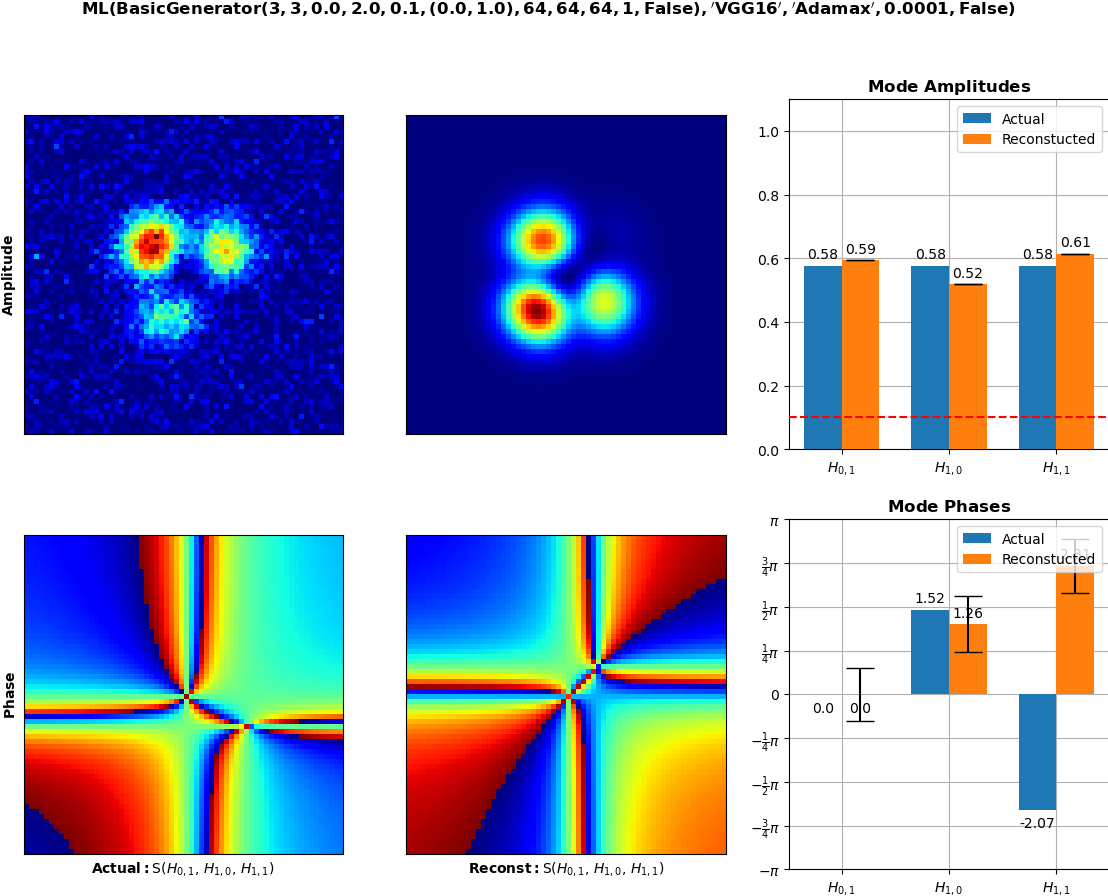 ML(BasicGenerator(3, 3, 0.0, 2.0, 0.1, (0.0, 1.0), 64, 64, 64, 1, False), ′VGG16′, ′Adamax′, 0.0001, False)
Amplitude
Mode Amplitudes
Actual
Reconstucted
1.0
0.8
0.6
0.4
0.2
0.0
0.58
0.59
0.58
0.52
0.58
0.61
H0, 1
H1, 0
H1, 1
Phase
Actual: S(H0, 1, H1, 0, H1, 1)
Reconst: S(H0, 1, H1, 0, H1, 1)
Mode Phases
Actual
Reconstucted
π
3/4π
1/2π
1/4π
0
−1/4π
−1/2π
−3/4π
−π
0.0
0.0
1.52
1.26
-2.07
2.81
H0, 1
H1, 0
H1, 1